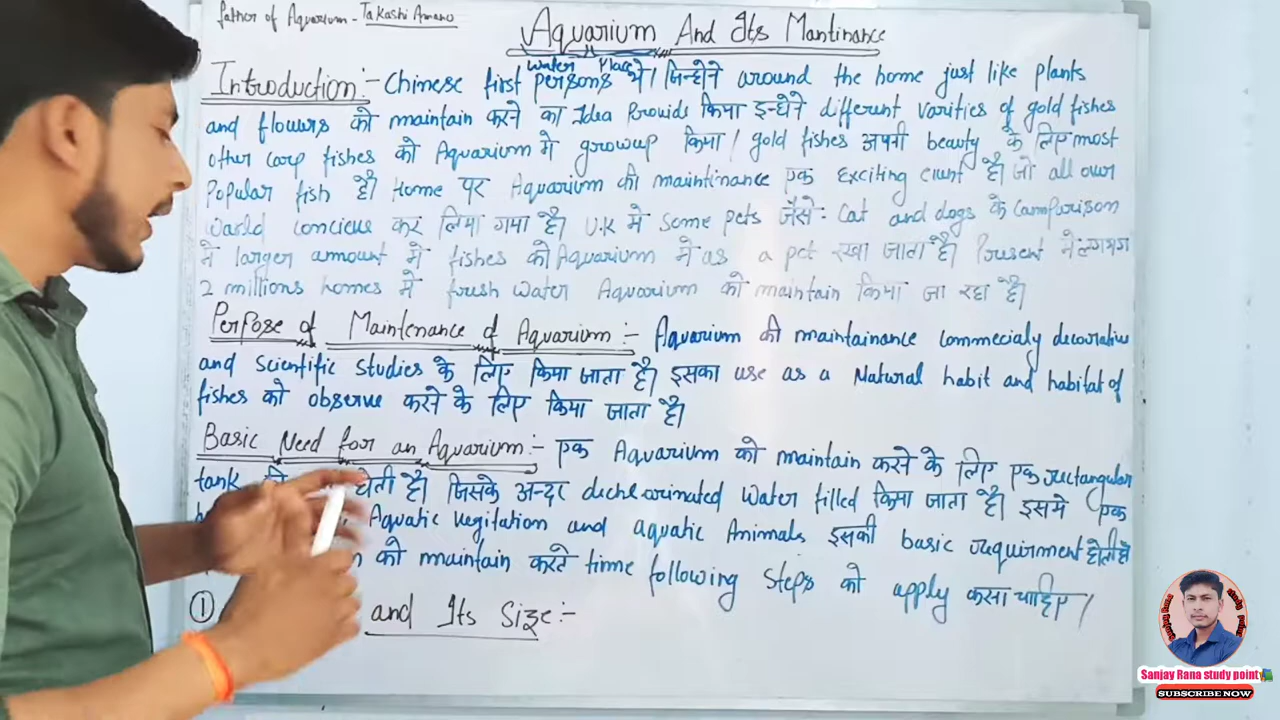 father of Aquarium - Takashi Amano
Aquarium And Its Mantinance
water Place
Introduction:- Chinese first persons थे। जिन्होने around the home just like plants
and flowers को maintain करने का Idea Provide किया इन्होने different varities of gold fishes
other carp fishes को Aquarium मे growup किया। gold fishes अपनी beauty के लिए most
Popular fish है। Home पर Aquarium की maintinance एक exciting है। जो all our
World कर लिया गया है। U.K मे some pets जैसे: Cat and dogs के
में larger amount में fishes को Aquarium में as a pet रखा जाता है। Present में लगभग
2 millions homes में fresh water Aquarium को maintain किया जा रहा है।
Perpose of Maintenance of Aquarium:- Aquarium की maintainance commecialy decorative
and scientific studies के लिए किया जाता है। इसका use as a Natural habit and habitat of
fishes को observe करने के लिए किया जाता है।
Basic Need for an Aquarium:- एक Aquarium को maintain करने के लिए एक rectangular
tank होती है। जिसके अन्दर dechlorinated water filled किया जाता है। इसमे एक
Aquatic vegitation and aquatic Animals इसकी basic requirment होती है
को maintain करते time following steps को apply करना चाहिए।
① and Its Size:-
Sanjay Rana study point
Sanjay Rana study point
SUBSCRIBE NOW